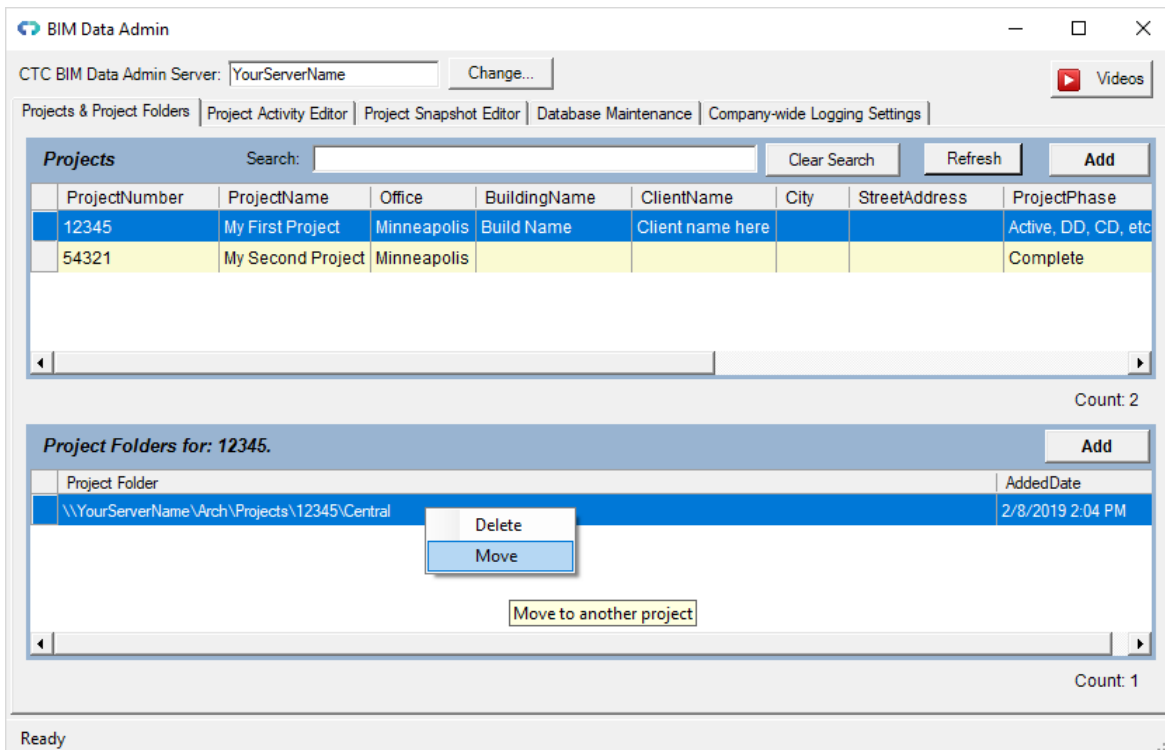 BIM Data Admin
CTC BIM Data Admin Server: YourServerName Change... Videos
Projects & Project Folders Project Activity Editor Project Snapshot Editor Database Maintenance Company-wide Logging Settings
Projects Search: Clear Search Refresh Add
ProjectNumber ProjectName Office BuildingName ClientName City StreetAddress ProjectPhase
12345 My First Project Minneapolis Build Name Client name here Active, DD, CD, etc
54321 My Second Project Minneapolis Complete
Count: 2
Project Folders for: 12345. Add
Project Folder AddedDate
\\YourServerName\Arch\Projects\12345\Central 2/8/2019 2:04 PM
Delete
Move
Move to another project
Count: 1
Ready